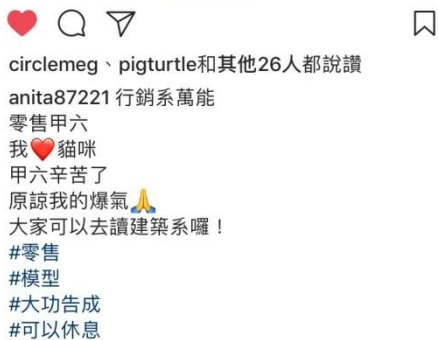 circlemeg、pigturtle和其他26人都說讚
anita87221 行銷系萬能
零售甲六
我❤️貓咪
甲六辛苦了
原諒我的爆氣🙏
大家可以去讀建築系囉！
#零售
#模型
#大功告成
#可以休息